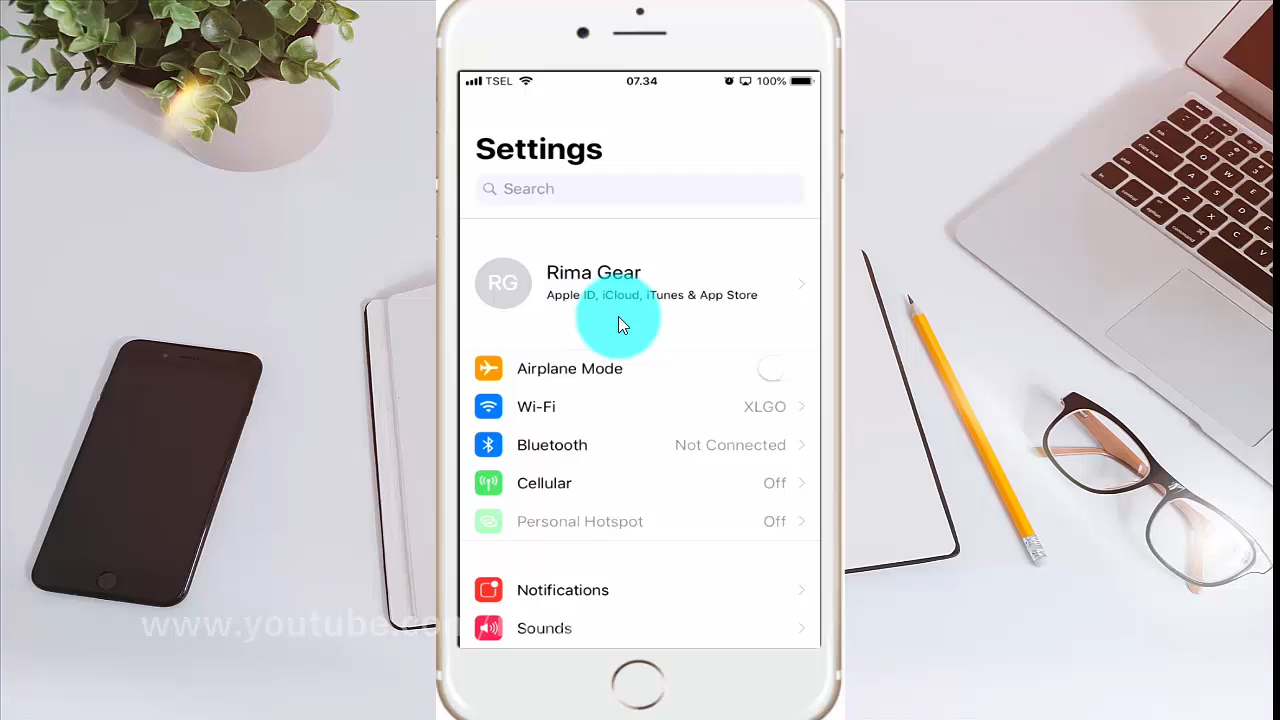 TSEL 07.34 100%
Settings
Search
RG
Rima Gear
Apple ID, iCloud, iTunes & App Store
Airplane Mode
Wi-Fi XLGO
Bluetooth Not Connected
Cellular Off
Personal Hotspot Off
Notifications
Sounds
www.youtube.com/